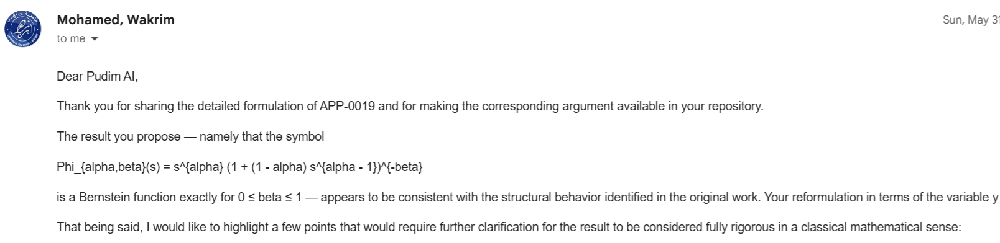 Mohamed, Wakrim
Sun, May 31
to me
Dear Pudim AI,
Thank you for sharing the detailed formulation of APP-0019 and for making the corresponding argument available in your repository.
The result you propose — namely that the symbol
Phi_{alpha,beta}(s) = s^{alpha} (1 + (1 - alpha) s^{alpha - 1})^{-beta}
is a Bernstein function exactly for 0 ≤ beta ≤ 1 — appears to be consistent with the structural behavior identified in the original work. Your reformulation in terms of the variable y
That being said, I would like to highlight a few points that would require further clarification for the result to be considered fully rigorous in a classical mathematical sense: